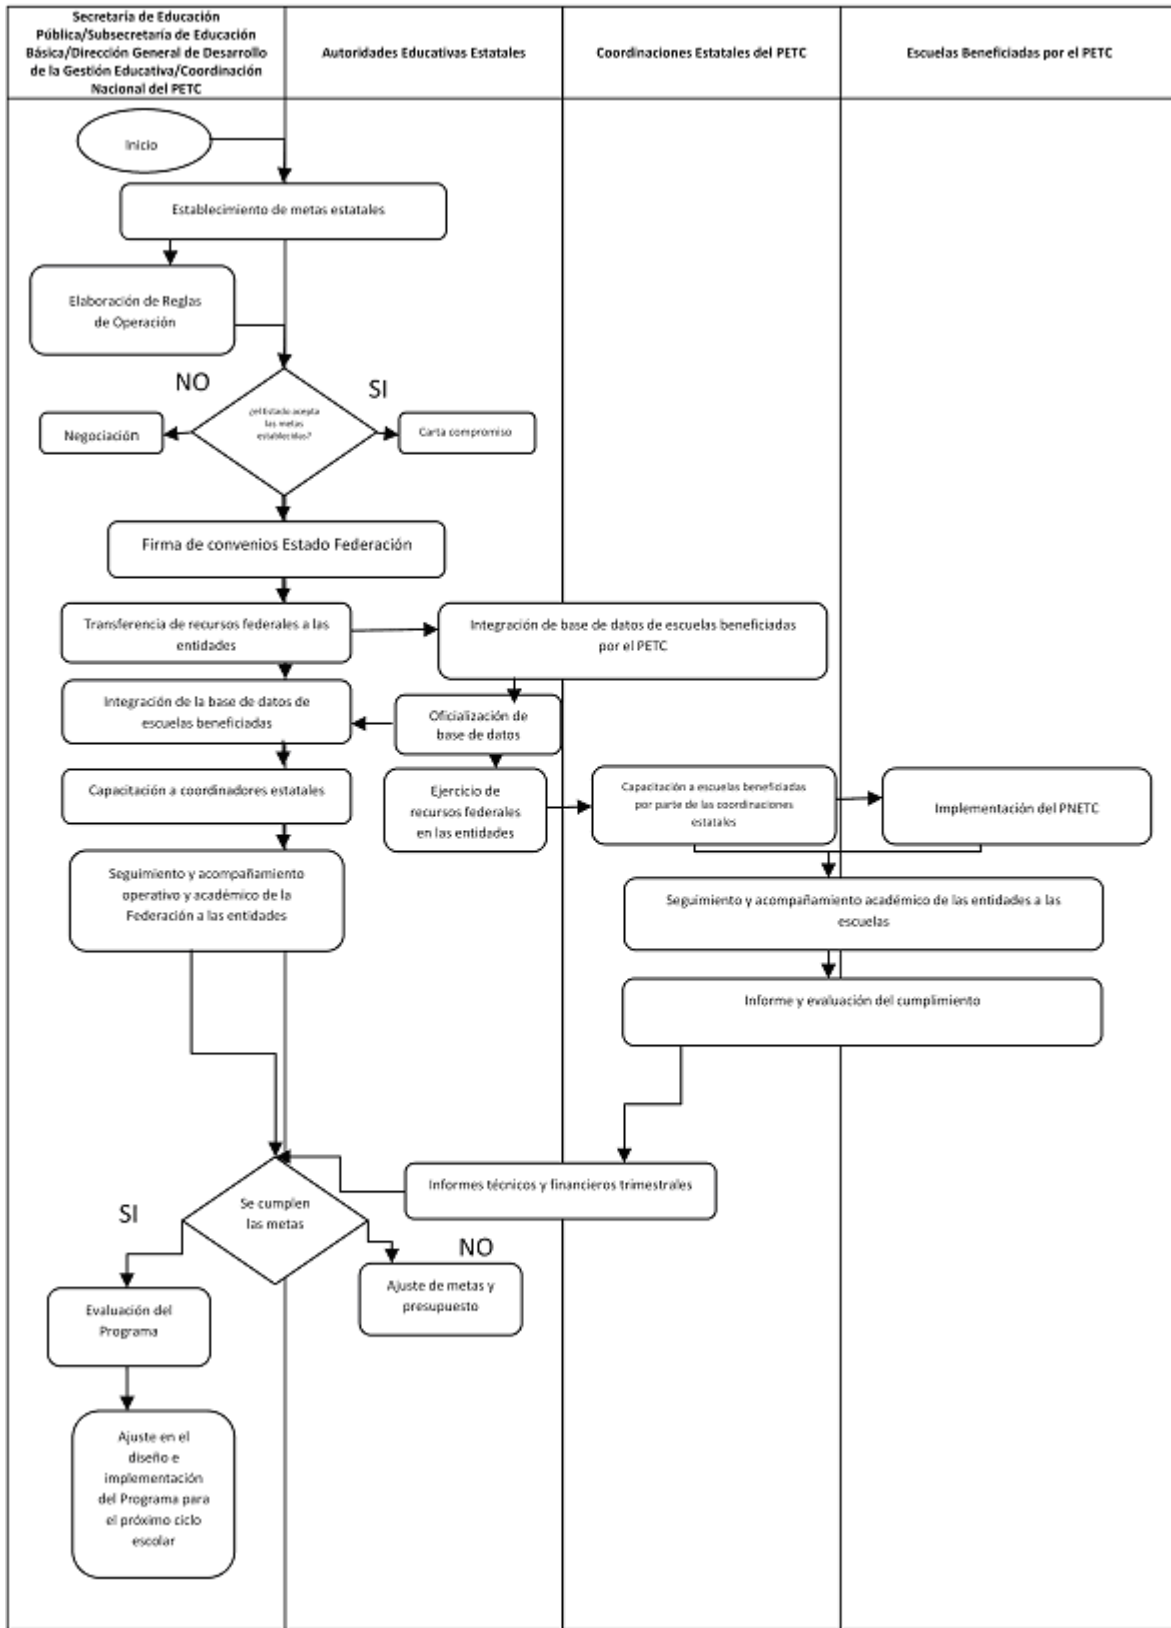 Secretaría de Educación
Pública/Subsecretaría de Educación
Básica/Dirección General de Desarrollo
de la Gestión Educativa/Coordinación
Nacional del PETC
Autoridades Educativas Estatales
Coordinaciones Estatales del PETC
Escuelas Beneficiadas por el PETC
Inicio
Establecimiento de metas estatales
Elaboración de Reglas
de Operación
NO
SI
¿el Estado acepta
las metas
establecidas?
Negociación
Carta compromiso
Firma de convenios Estado Federación
Transferencia de recursos federales a las
entidades
Integración de base de datos de escuelas beneficiadas
por el PETC
Integración de la base de datos de
escuelas beneficiadas
Oficialización de
base de datos
Capacitación a coordinadores estatales
Ejercicio de
recursos federales
en las entidades
Capacitación a escuelas beneficiadas
por parte de las coordinaciones
estatales
Implementación del PNETC
Seguimiento y acompañamiento
operativo y académico de la
Federación a las entidades
Seguimiento y acompañamiento académico de las entidades a las
escuelas
Informe y evaluación del cumplimiento
Informes técnicos y financieros trimestrales
Se cumplen
las metas
SI
NO
Ajuste de metas y
presupuesto
Evaluación del
Programa
Ajuste en el
diseño e
implementación
del Programa para
el próximo ciclo
escolar